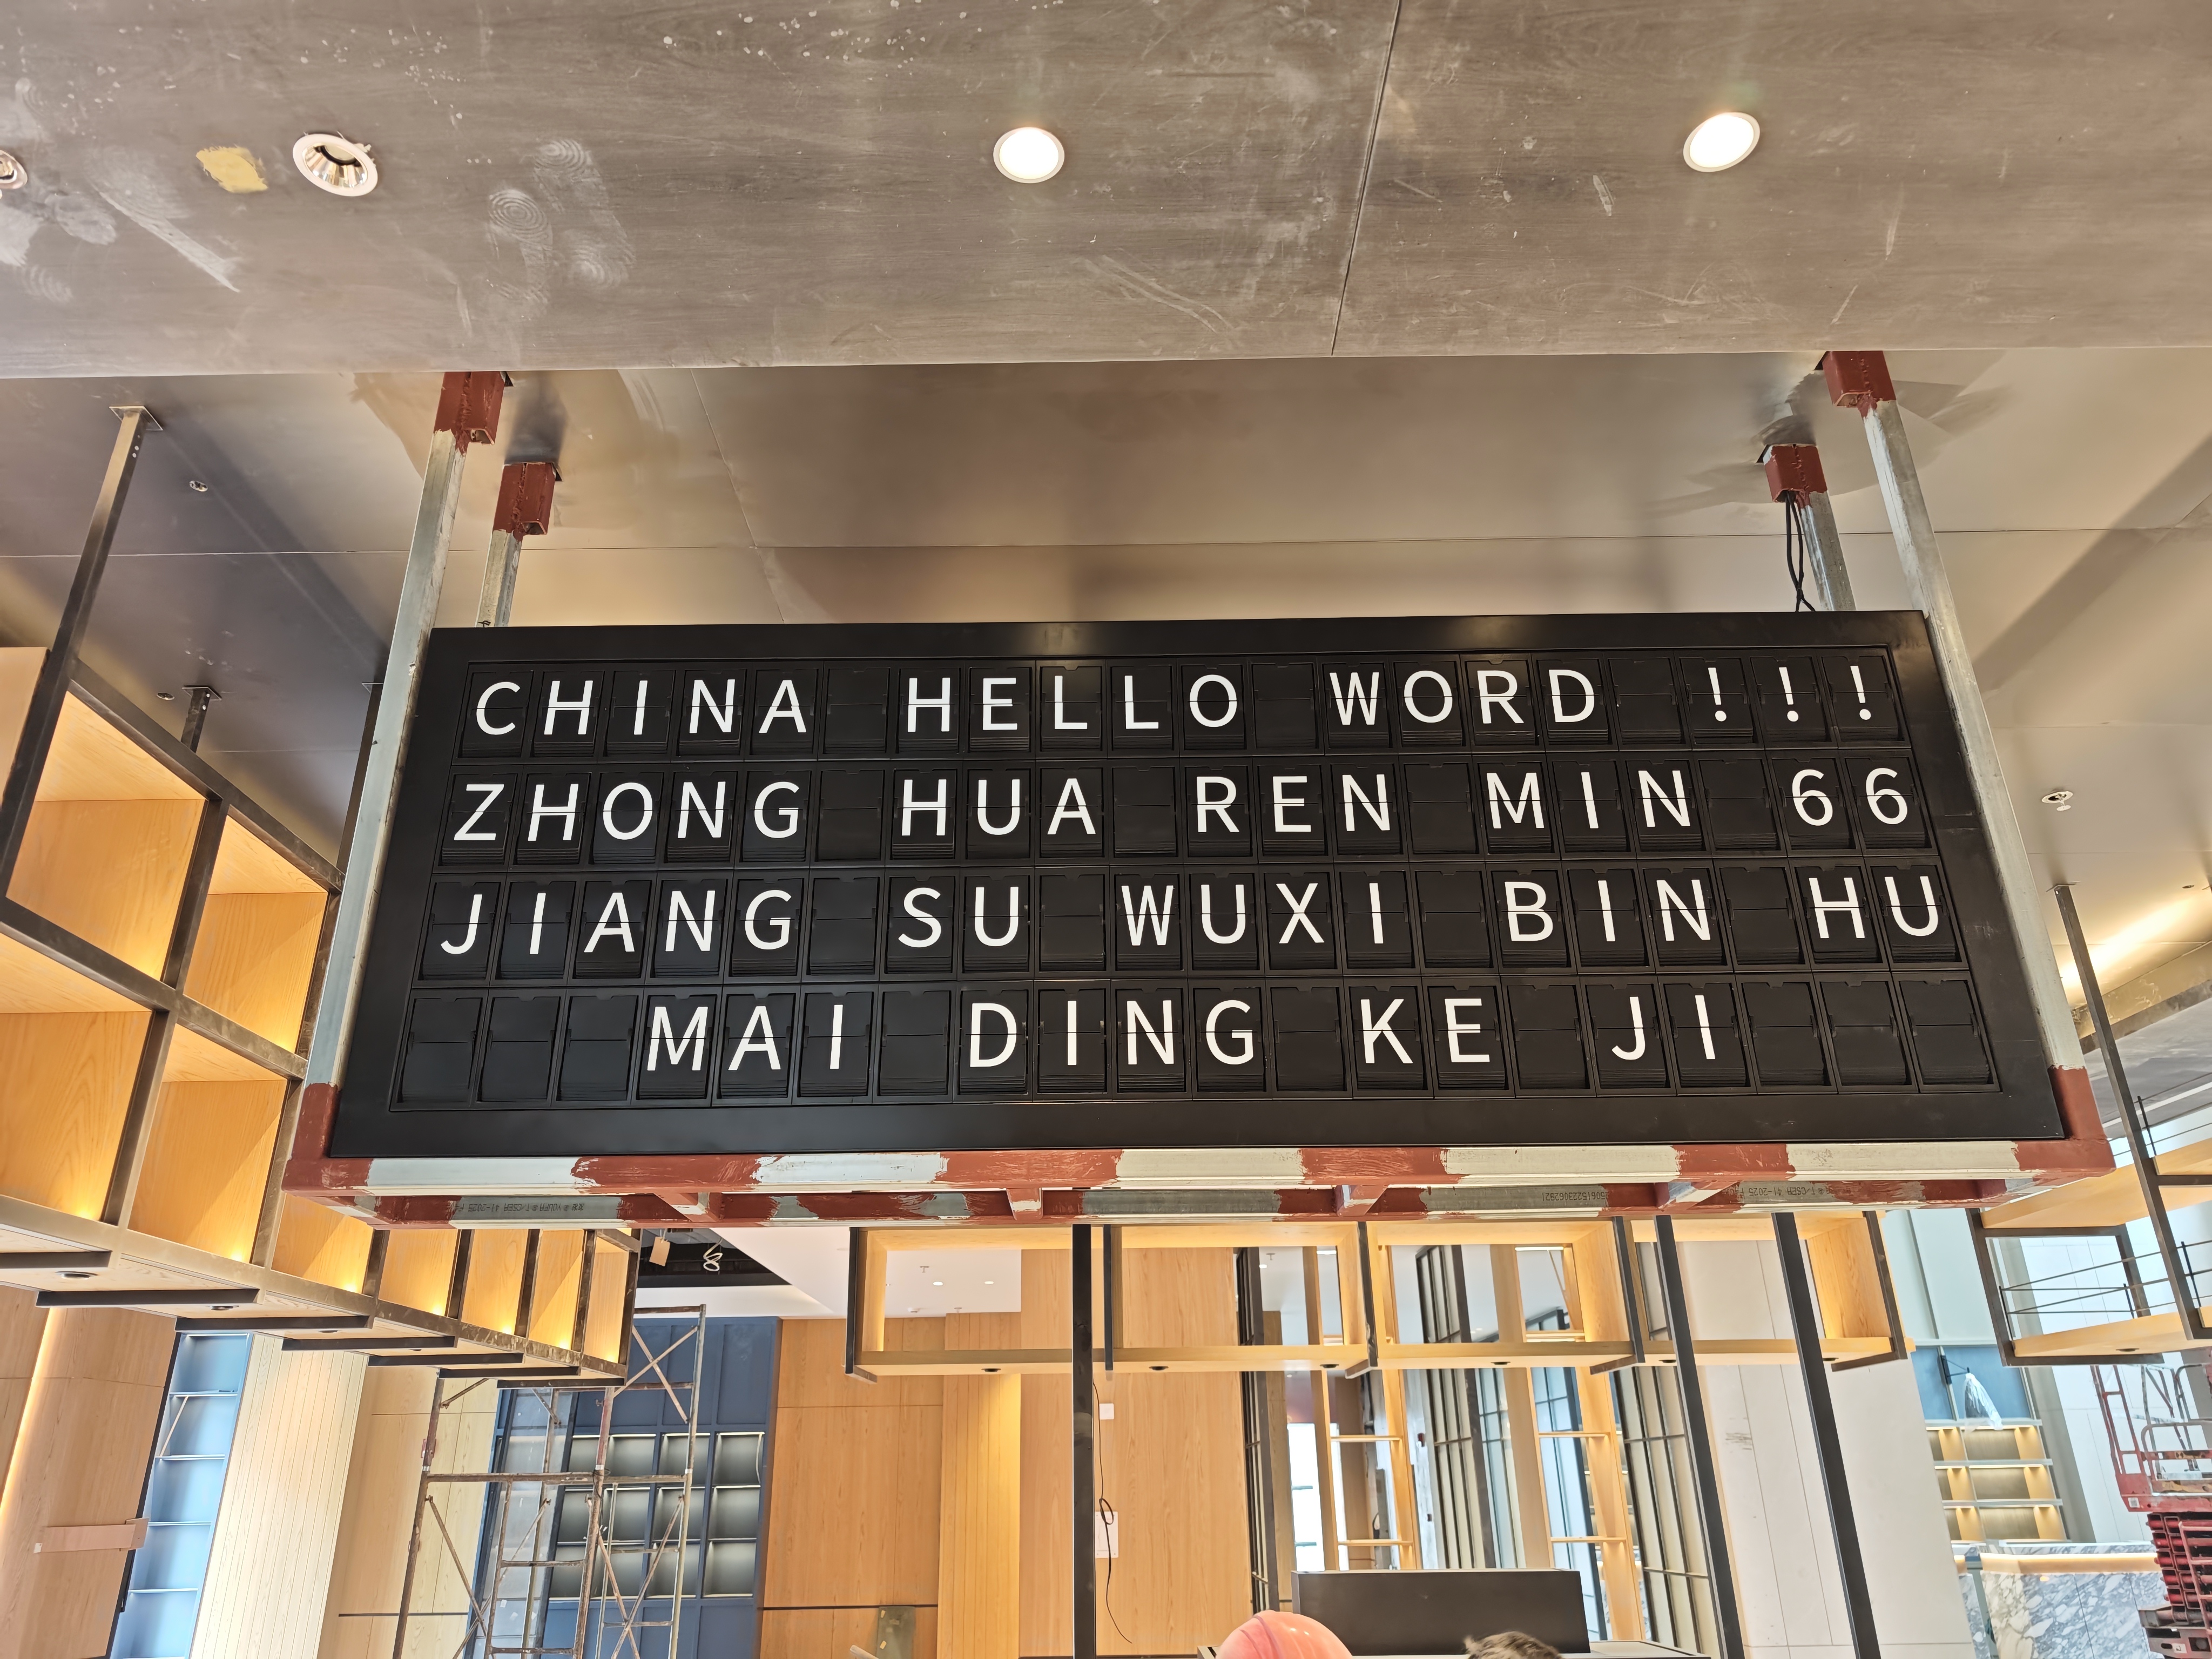 CHINA HELLO WORD !!!
ZHONG HUA REN MIN 66
JIANG SU WUXI BIN HU
MAI DING KE JI